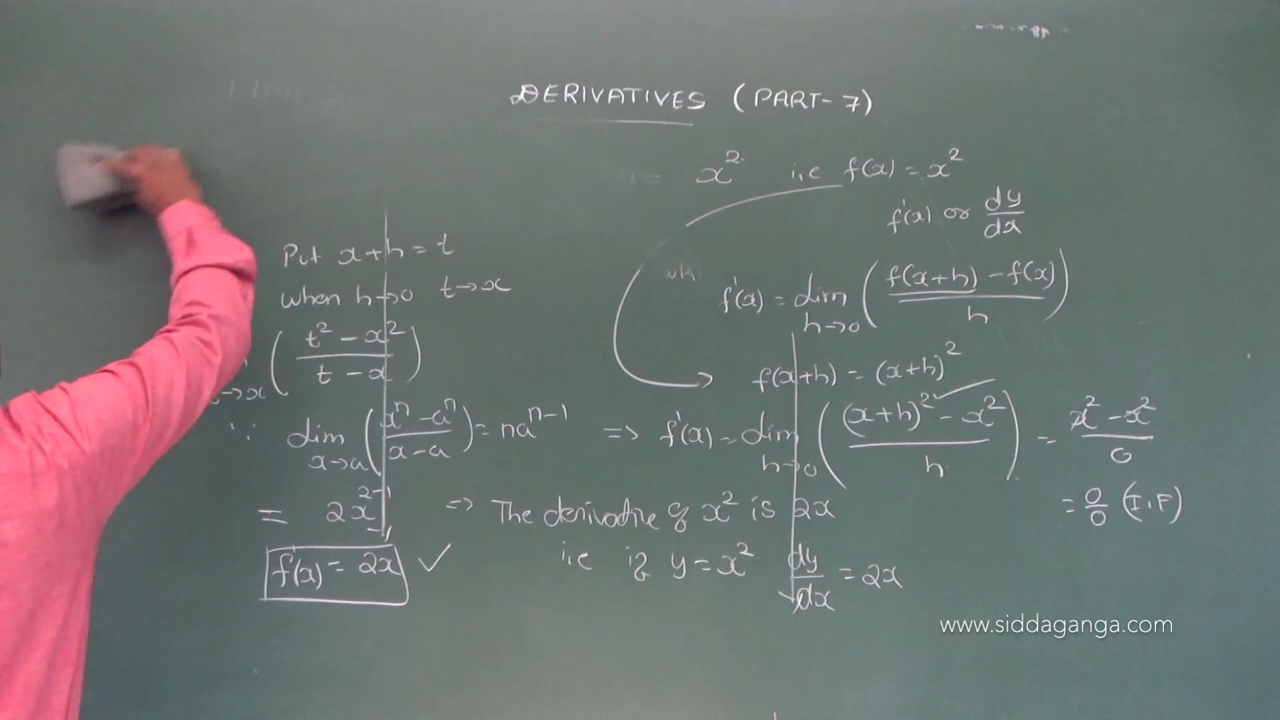 DERIVATIVES (PART-7)
x² i.e f(x) = x²
f'(x) or dy/dx
f'(x) = lim h→0 ( f(x+h) - f(x) / h )
f(x+h) = (x+h)²
=> f'(x) = lim h→0 ( (x+h)² - x² / h ) = x² - x² / 0
= 0/0 (I.F)
Put x+h = t
when h→0 t→x
( t² - x² / t - x )
→x
∵ lim x→a ( xⁿ - aⁿ / x - a ) = naⁿ⁻¹
= 2x²⁻¹
f'(x) = 2x ✓
=> The derivative of x² is 2x
i.e if y = x² dy/dx = 2x
www.siddaganga.com